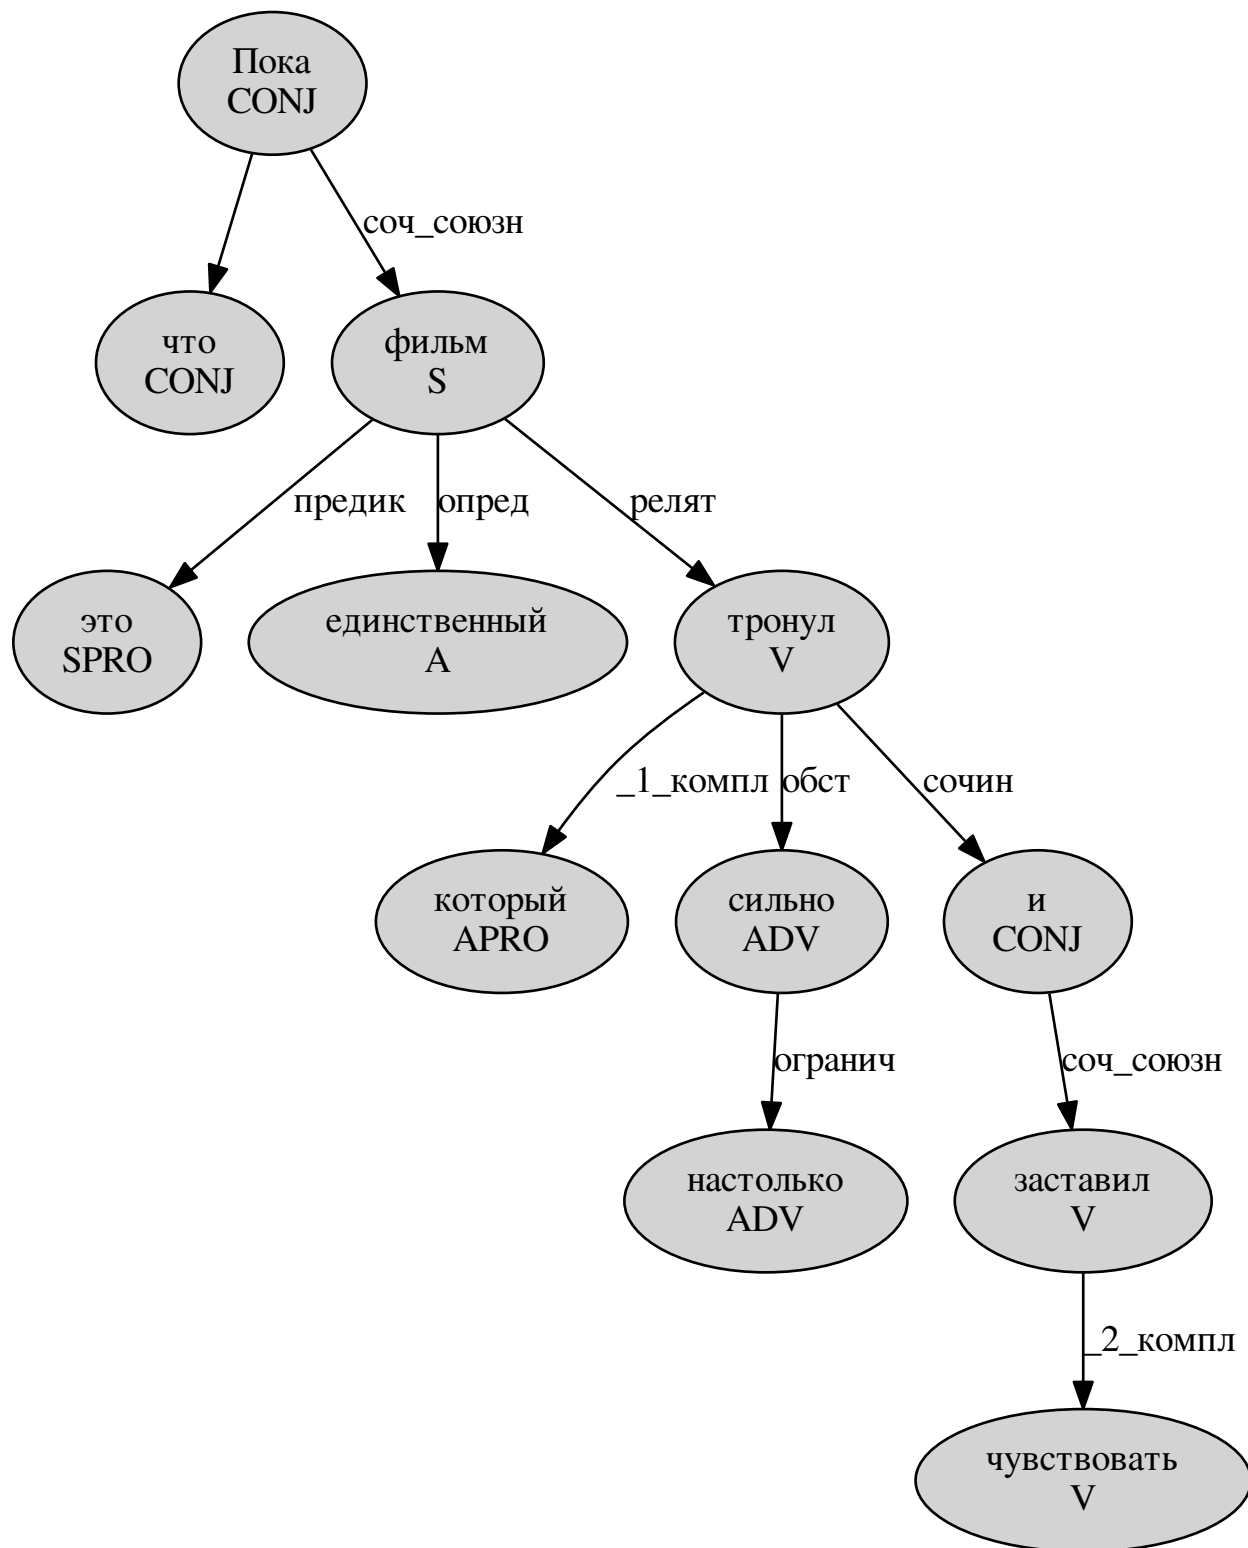 Пока
CONJ
соч_союзн
что
CONJ
фильм
S
предик
опред
релят
это
SPRO
единственный
A
тронул
V
_1_компл
обст
сочин
который
APRO
сильно
ADV
и
CONJ
огранич
соч_союзн
настолько
ADV
заставил
V
_2_компл
чувствовать
V